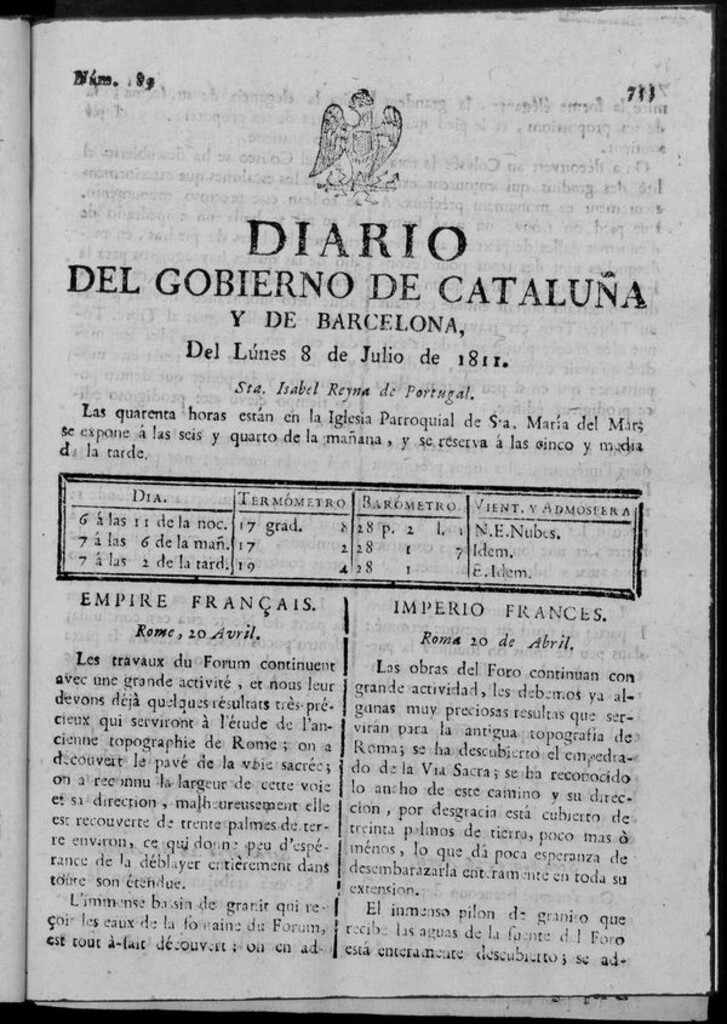 Núm. 189
711
DIARIO
DEL GOBIERNO DE CATALUÑA
Y DE BARCELONA,
Del Lúnes 8 de Julio de 1811.
Sta. Isabel Reyna de Portugal.
Las quarenta horas están en la Iglesia Parroquial de Sta. María del Mar;
se expone á las seis y quarto de la mañana, y se reserva á las cinco y media
de la tarde.
DIA. TERMÓMETRO BARÓMETRO VIENT. Y ADMOSFERA
6 á las 11 de la noc. 17 grad. 8 28 p. 2 l. 1 N.E.Nubes.
7 á las 6 de la mañ. 17 2 28 1 7 Idem.
7 á las 2 de la tard. 19 4 28 1 E. Idem.
EMPIRE FRANÇAIS.
Rome, 20 Avril.
Les travaux du Forum continuent
avec une grande activité, et nous leur
devons déjà quelques résultats très-pré-
cieux qui serviront à l'étude de l'an-
cienne topographie de Rome; on a
découvert le pavé de la voie sacrée;
on a reconnu la largeur de cette voie
et sa direction, malheureusement elle
est recouverte de trente palmes de ter-
re environ, ce qui donne peu d'espé-
rance de la déblayer entièrement dans
toute son étendue.
L'immense bassin de granit qui re-
çoit les eaux de la fontaine du Forum,
est tout à-fait découvert; on en ad-
IMPERIO FRANCES.
Roma 20 de Abril.
Las obras del Foro continuan con
grande actividad, les debemos ya al-
gunas muy preciosas resultas que ser-
viran para la antigua topografía de
Roma; se ha descubierto el empedra-
do de la Via Sacra; se ha reconocido
lo ancho de este camino y su direc-
cion, por desgracia está cubierto de
treinta palmos de tierra, poco mas ò
ménos, lo que dá poca esperanza de
desembarazarla enteramente en toda su
extension.
El inmenso pilon de granito que
recibe las aguas de la fuente del Foro
está enteramente descubierto; se ad-